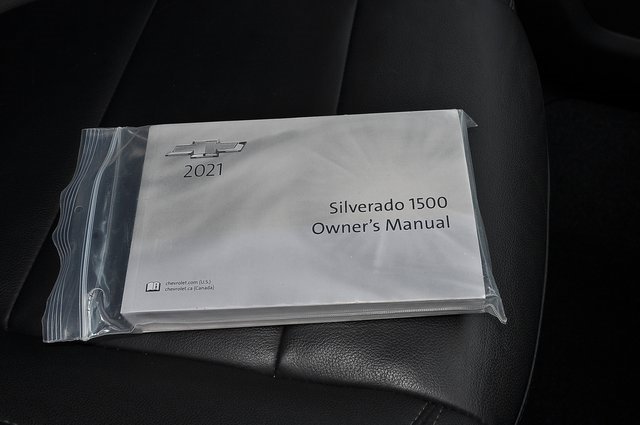 2021
Silverado 1500
Owner's Manual
chevrolet.com (U.S.)
chevrolet.ca (Canada)